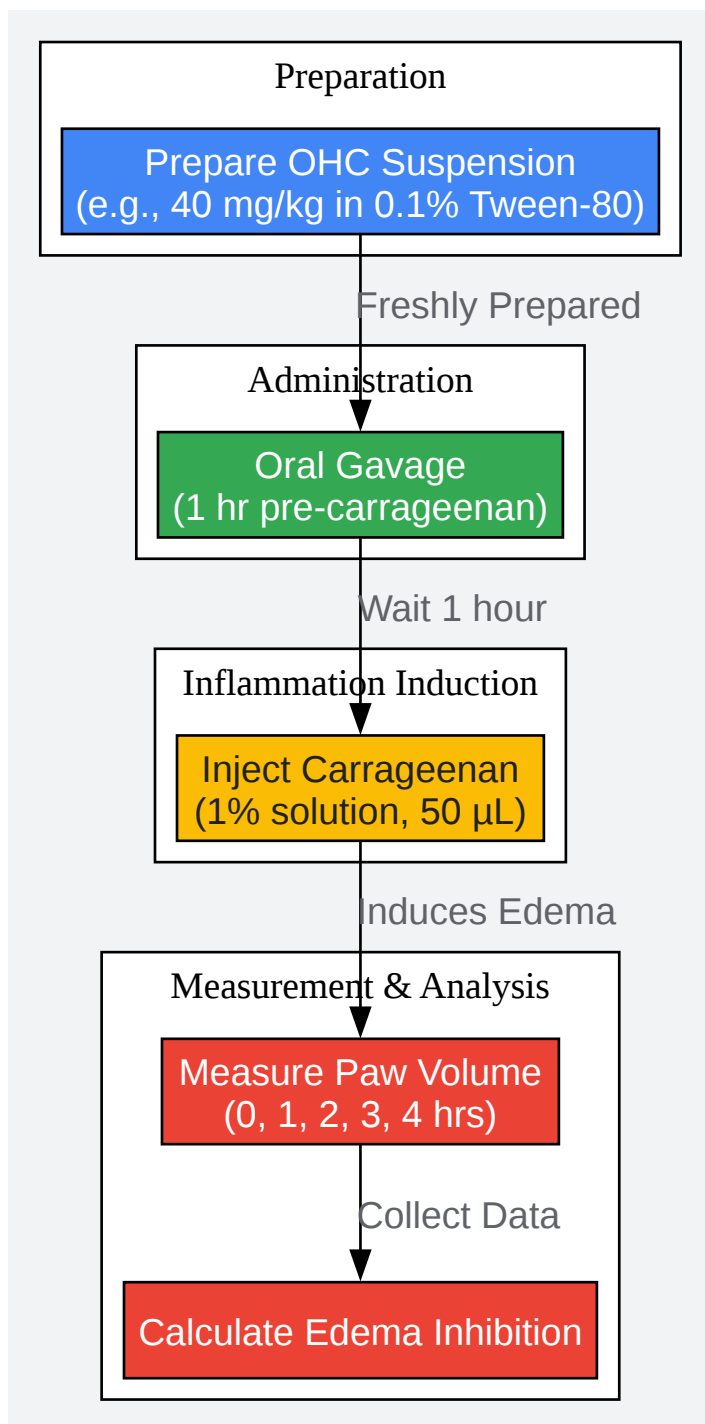 Preparation
Prepare OHC Suspension
(e.g., 40 mg/kg in 0.1% Tween-80)
Freshly Prepared
Administration
Oral Gavage
(1 hr pre-carrageenan)
Wait 1 hour
Inflammation Induction
Inject Carrageenan
(1% solution, 50 µL)
Induces Edema
Measurement & Analysis
Measure Paw Volume
(0, 1, 2, 3, 4 hrs)
Collect Data
Calculate Edema Inhibition